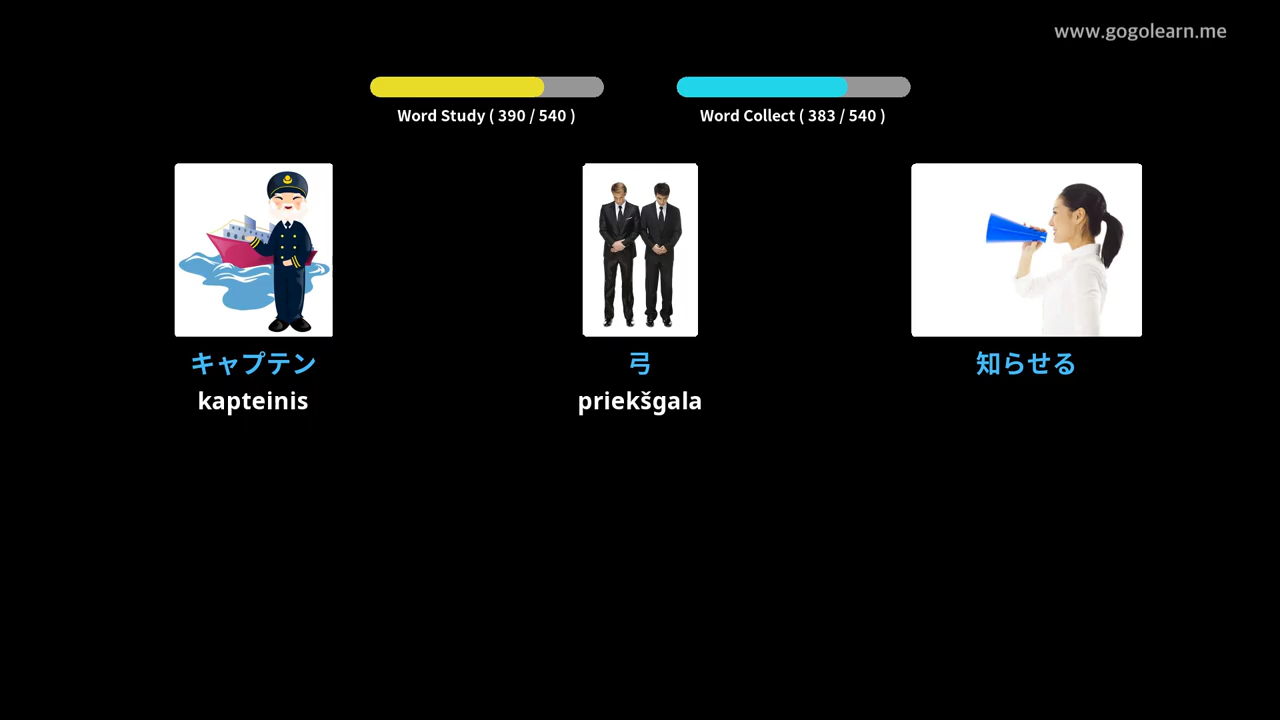 www.gogolearn.me
Word Study ( 390 / 540 )
Word Collect ( 383 / 540 )
キャプテン
kapteinis
弓
priekšgala
知らせる